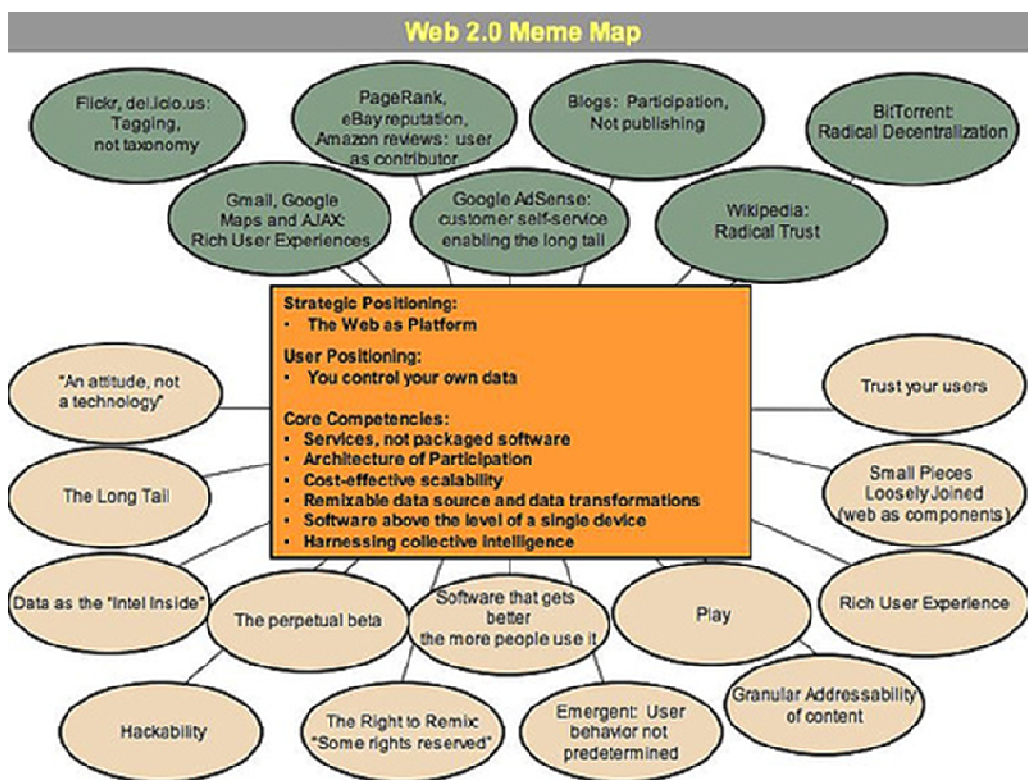 Web 2.0 Meme Map
Flickr, del.icio.us:
Tagging,
not taxonomy
PageRank,
eBay reputation,
Amazon reviews: user
as contributor
Blogs: Participation,
Not publishing
BitTorrent:
Radical Decentralization
Gmail, Google
Maps and AJAX:
Rich User Experiences
Google AdSense:
customer self-service
enabling the long tail
Wikipedia:
Radical Trust
Strategic Positioning:
• The Web as Platform
User Positioning:
• You control your own data
Core Competencies:
• Services, not packaged software
• Architecture of Participation
• Cost-effective scalability
• Remixable data source and data transformations
• Software above the level of a single device
• Harnessing collective intelligence
"An attitude, not
a technology"
Trust your users
The Long Tail
Small Pieces
Loosely Joined
(web as components)
Data as the "Intel Inside"
The perpetual beta
Software that gets
better
the more people use it
Play
Rich User Experience
Hackability
The Right to Remix:
"Some rights reserved"
Emergent: User
behavior not
predetermined
Granular Addressability
of content